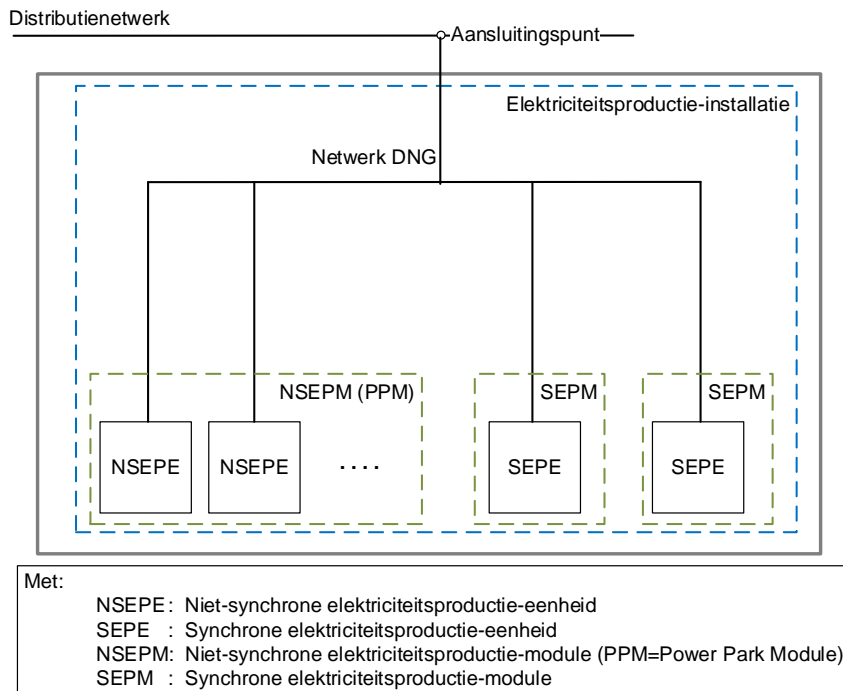 Distributienetwerk
Aansluitingspunt
Elektriciteitsproductie-installatie
Netwerk DNG
NSEPM (PPM)
SEPM
SEPM
NSEPE
NSEPE
....
SEPE
SEPE
Met:
NSEPE: Niet-synchrone elektriciteitsproductie-eenheid
SEPE : Synchrone elektriciteitsproductie-eenheid
NSEPM: Niet-synchrone elektriciteitsproductie-module (PPM=Power Park Module)
SEPM : Synchrone elektriciteitsproductie-module